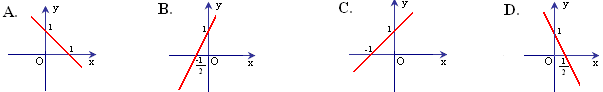 A. y 1 O 1 x
B. y 1 -1/2 O x
C. y 1 -1 O x
D. y 1 O 1/2 x